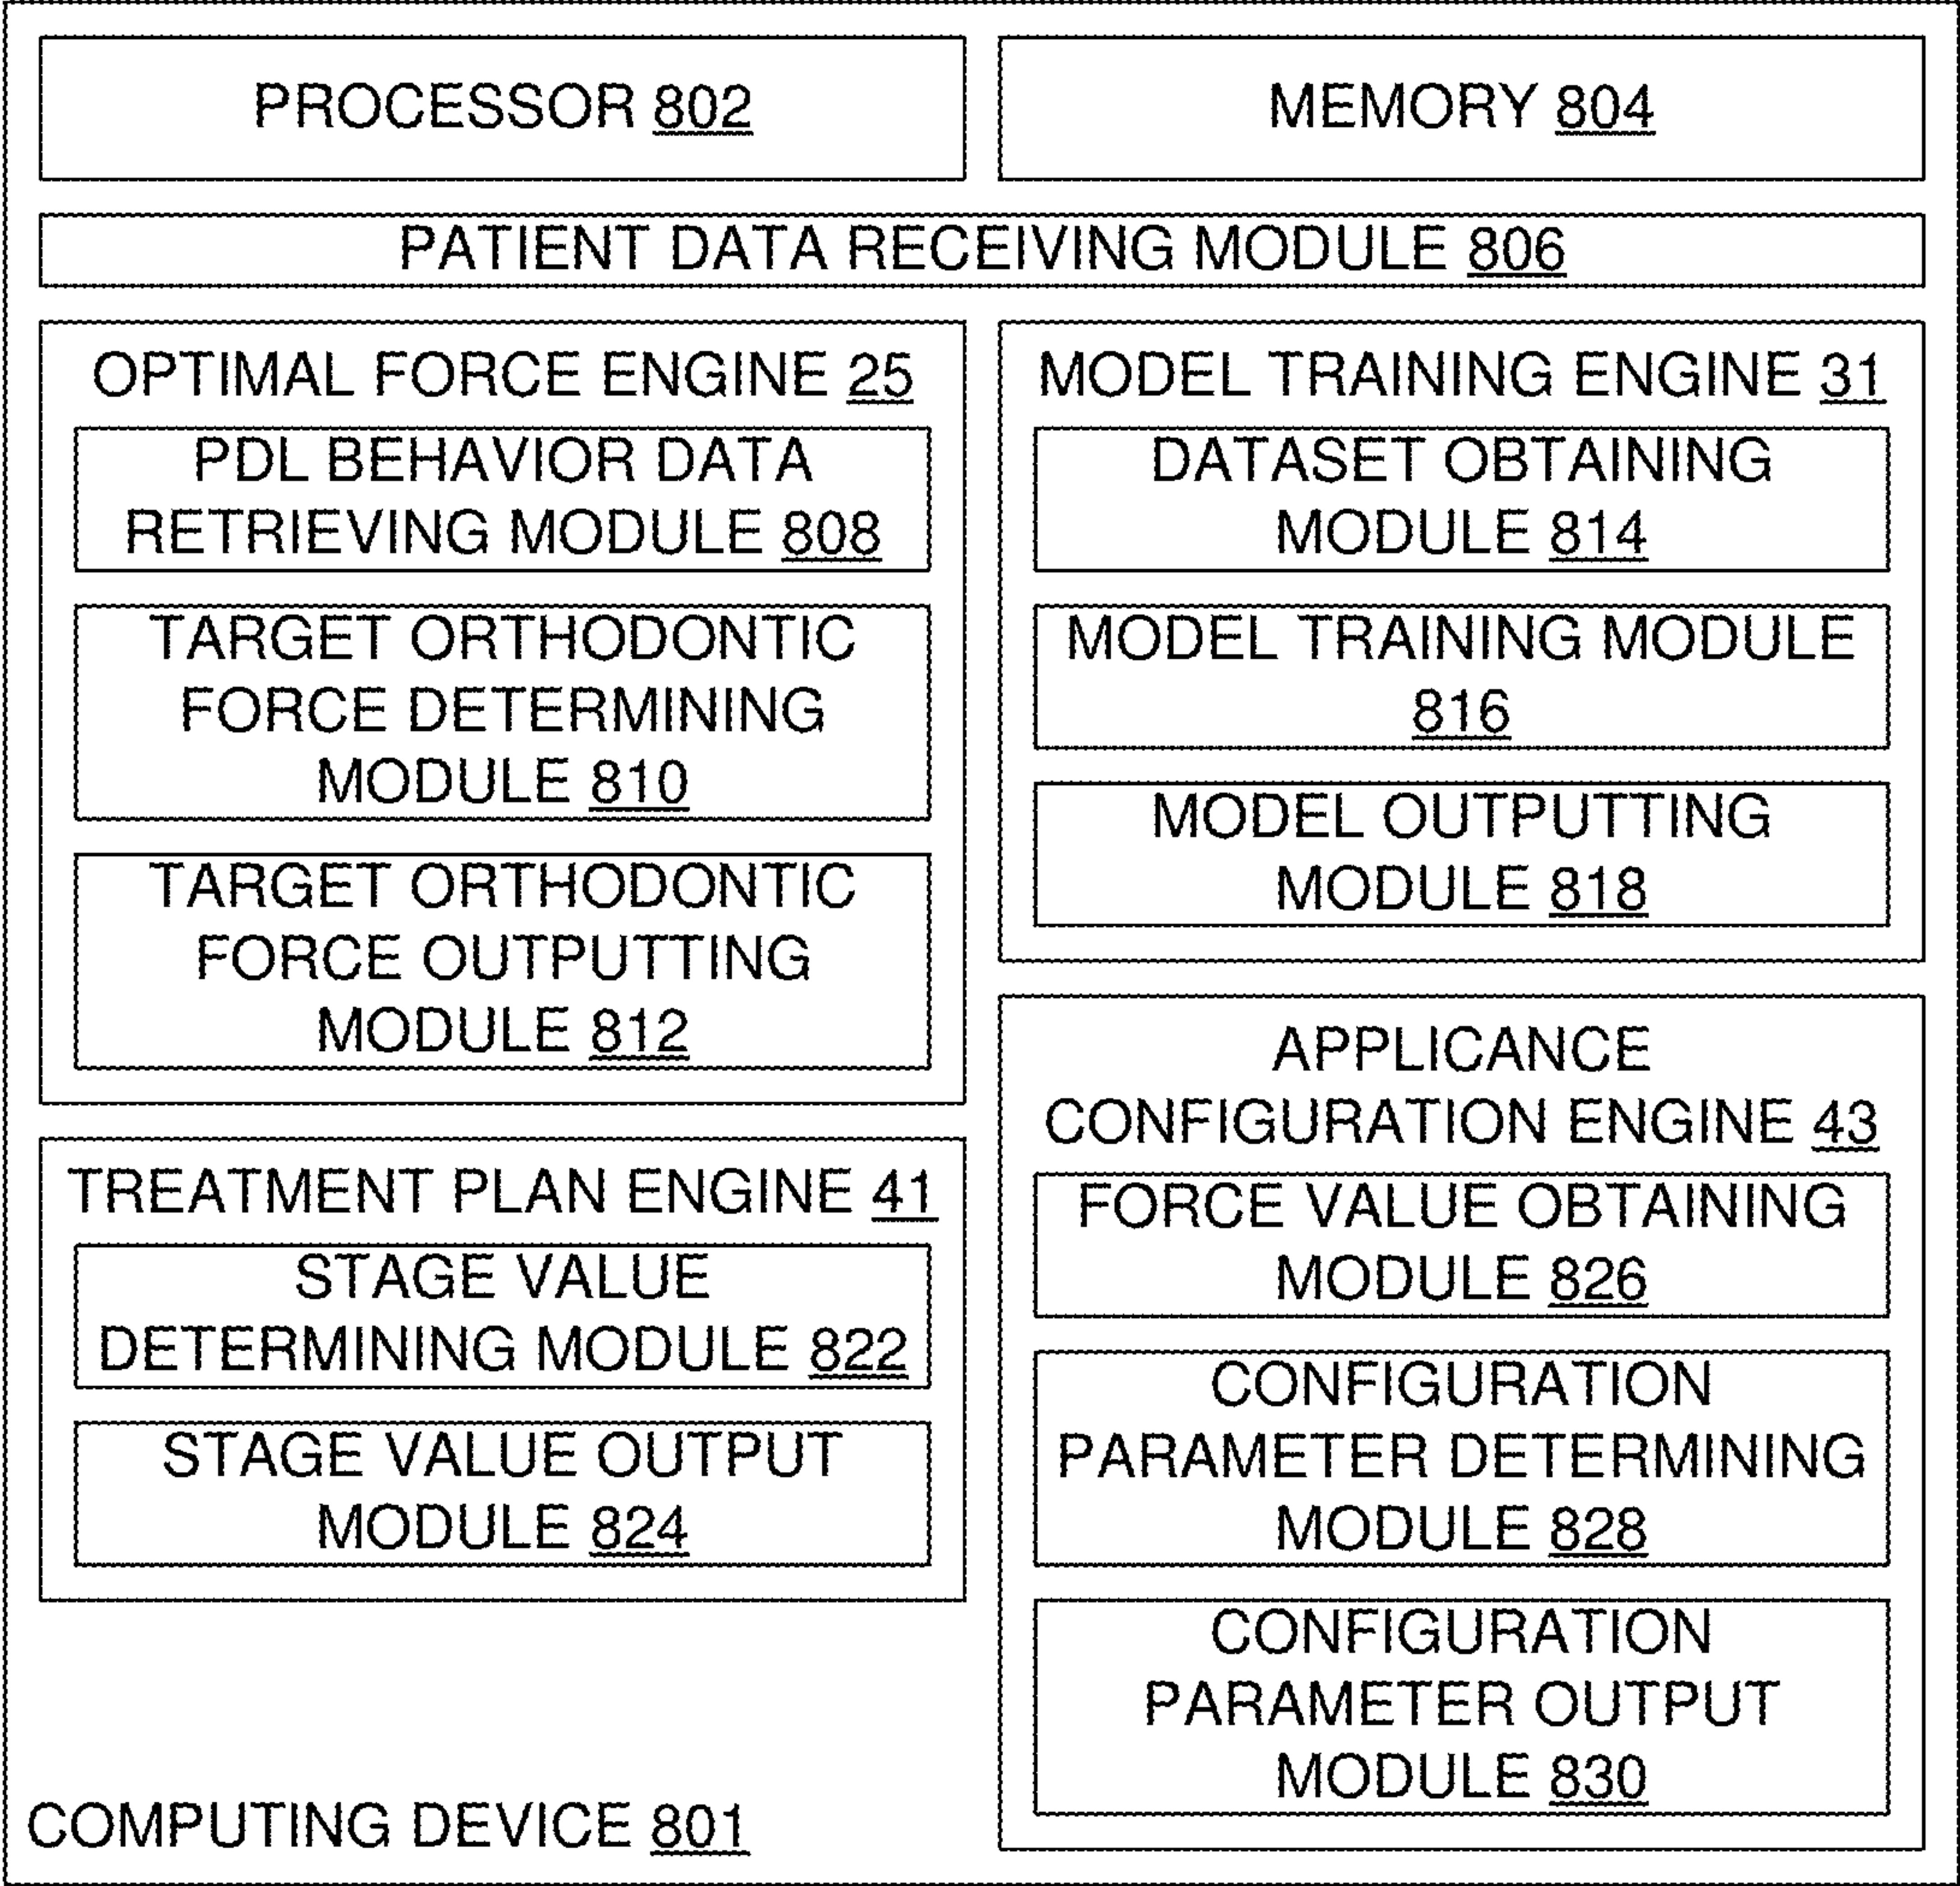 PROCESSOR 802
MEMORY 804
PATIENT DATA RECEIVING MODULE 806
OPTIMAL FORCE ENGINE 25
PDL BEHAVIOR DATA
RETRIEVING MODULE 808
TARGET ORTHODONTIC
FORCE DETERMINING
MODULE 810
TARGET ORTHODONTIC
FORCE OUTPUTTING
MODULE 812
TREATMENT PLAN ENGINE 41
STAGE VALUE
DETERMINING MODULE 822
STAGE VALUE OUTPUT
MODULE 824
MODEL TRAINING ENGINE 31
DATASET OBTAINING
MODULE 814
MODEL TRAINING MODULE
816
MODEL OUTPUTTING
MODULE 818
APPLICANCE
CONFIGURATION ENGINE 43
FORCE VALUE OBTAINING
MODULE 826
CONFIGURATION
PARAMETER DETERMINING
MODULE 828
CONFIGURATION
PARAMETER OUTPUT
MODULE 830
COMPUTING DEVICE 801